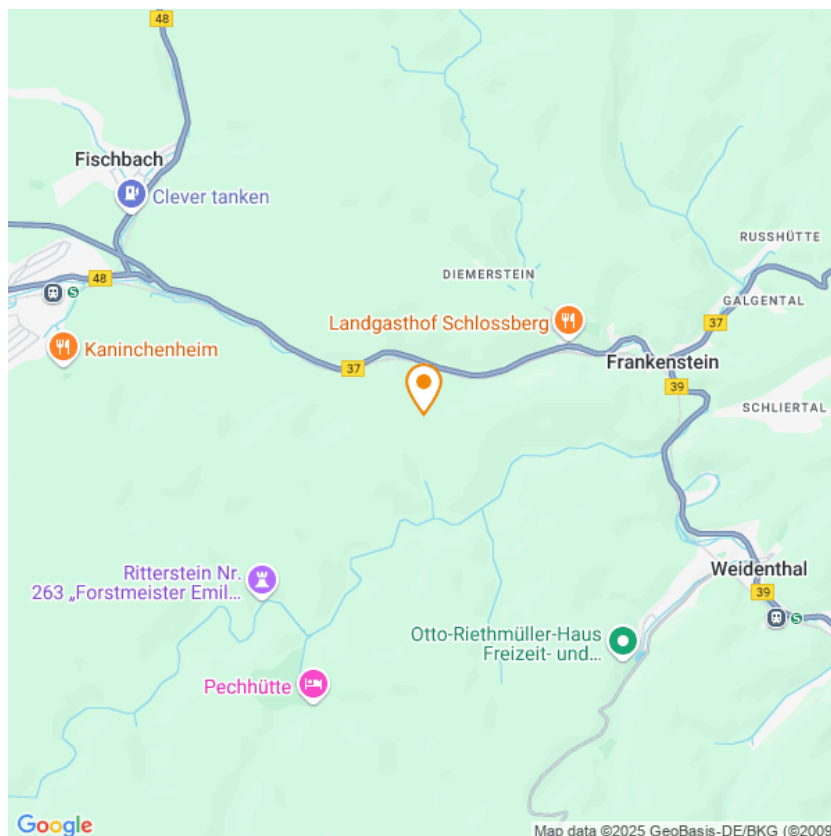 48
Fischbach
Clever tanken
RUSSHÜTTE
DIEMERSTEIN
48
S
GALGENTAL
Landgasthof Schlossberg
37
Kaninchenheim
37
Frankenstein
39
SCHLIERTAL
Ritterstein Nr.
263 „Forstmeister Emil...
Weidenthal
39
S
Otto-Riethmüller-Haus
Freizeit- und...
Pechhütte
Google
Map data ©2025 GeoBasis-DE/BKG (©2009